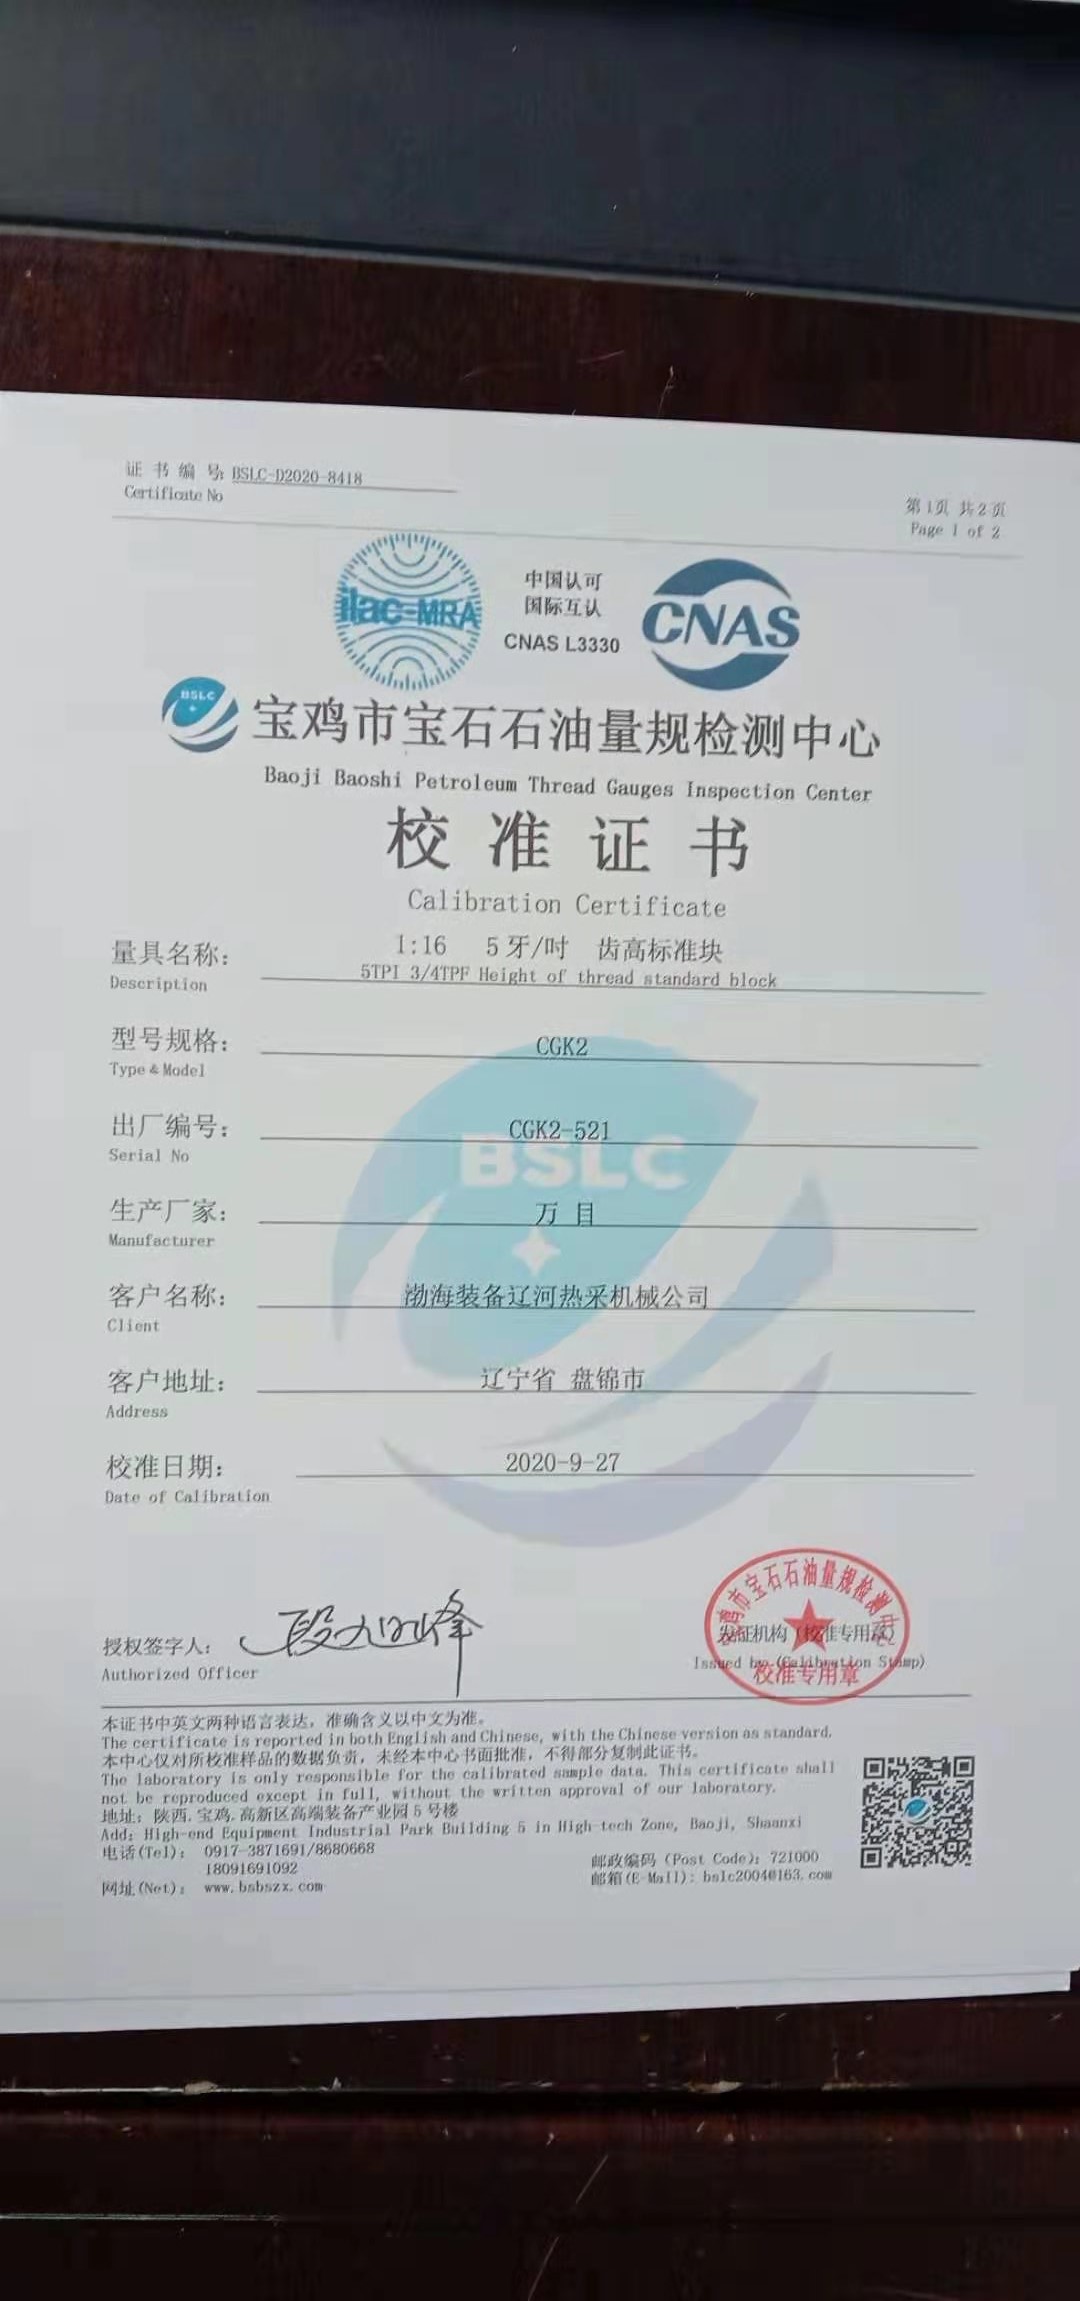 证书编号: BSLC-D2020-8418
Certificate No
第1页 共2页
Page 1 of 2
ilac-MRA
中国认可
国际互认
CNAS L3330
CNAS
BSLC
宝鸡市宝石石油量规检测中心
Baoji Baoshi Petroleum Thread Gauges Inspection Center
校准证书
Calibration Certificate
量具名称: 1:16 5牙/吋 齿高标准块
Description 5TPI 3/4TPF Height of thread standard block
型号规格: CGK2
Type & Model
出厂编号: CGK2-521
Serial No
BSLC
生产厂家: 万目
Manufacturer
客户名称: 渤海装备辽河热采机械公司
Client
客户地址: 辽宁省 盘锦市
Address
校准日期: 2020-9-27
Date of Calibration
授权签字人:
Authorized Officer
宝石石油量规检测中
发证机构(校准专用章)
Issued by (Calibration Stamp)
校准专用章
本证书中英文两种语言表达，准确含义以中文为准。
The certificate is reported in both English and Chinese, with the Chinese version as standard.
本中心仅对所校准样品的数据负责，未经本中心书面批准，不得部分复制此证书。
The laboratory is only responsible for the calibrated sample data. This certificate shall
not be reproduced except in full, without the written approval of our laboratory.
地址：陕西.宝鸡.高新区高端装备产业园5号楼
Add: High-end Equipment Industrial Park Building 5 in High-tech Zone, Baoji, Shaanxi
电话(Tel): 0917-3871691/8680668
18091691092
邮政编码(Post Code): 721000
网址(Net): www.bsbszx.com
邮箱(E-Mail): bslc2004@163.com